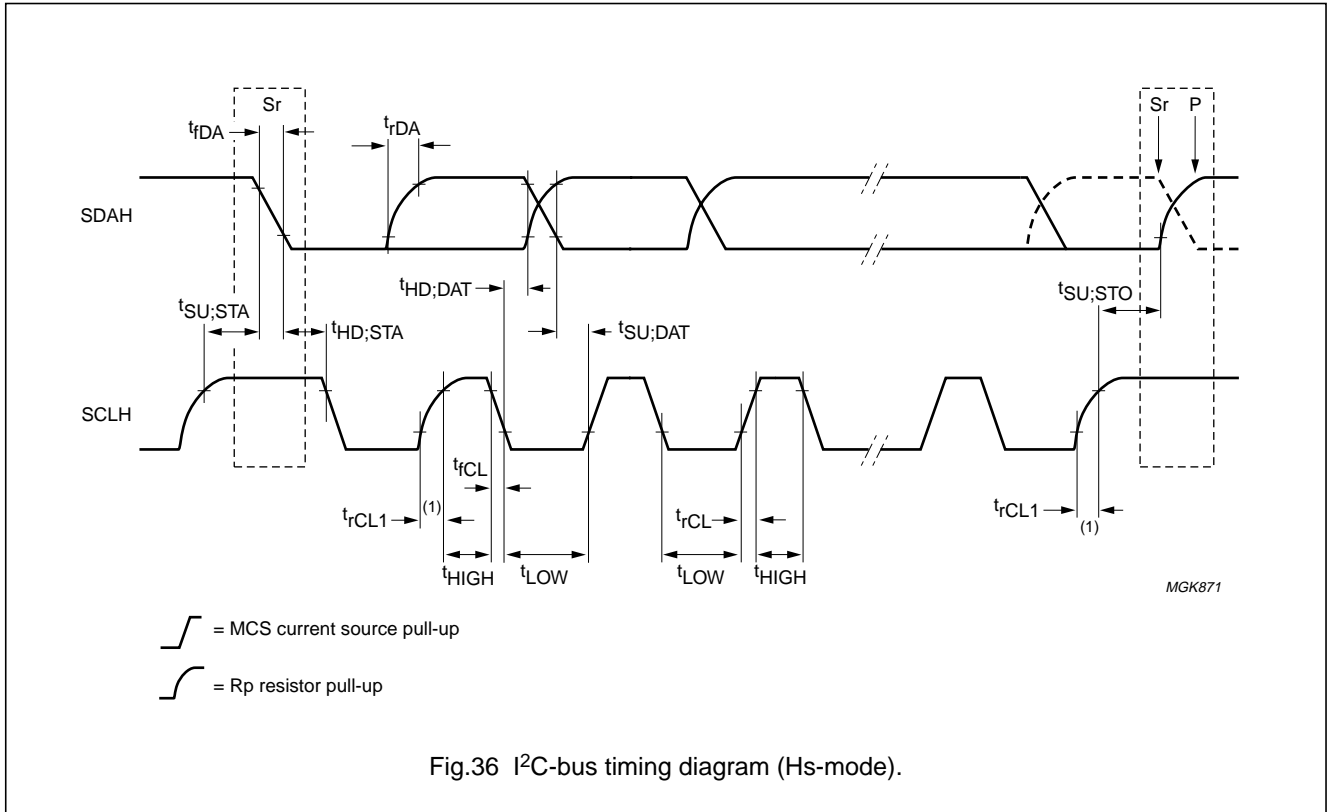 Sr
Sr P
tfDA
trDA
SDAH
tHD;DAT
tSU;STA
tHD;STA
tSU;DAT
tSU;STO
SCLH
tfCL
trCL1
(1)
trCL
trCL1
(1)
tHIGH
tLOW
tLOW
tHIGH
MGK871
= MCS current source pull-up
= Rp resistor pull-up
Fig.36 I²C-bus timing diagram (Hs-mode).